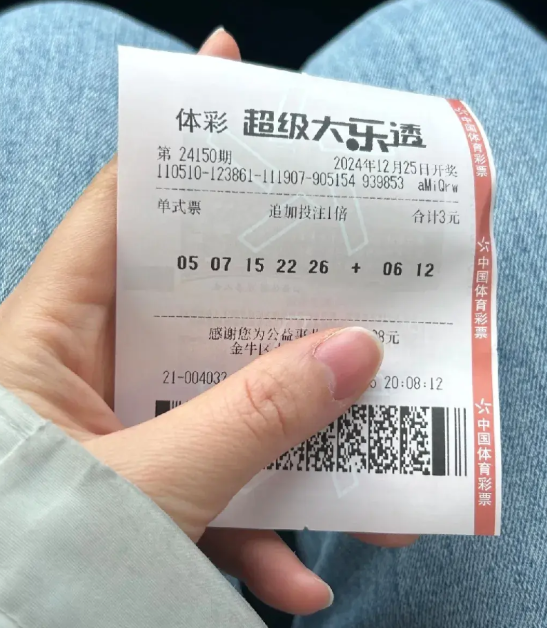 体彩 超级大乐透
第 24150期 2024年12月25日开奖
110510-123861-111907-905154 939853 aMiQrw
单式票 追加投注1倍 合计3元
05 07 15 22 26 + 06 12
感谢您为公益 8元
金牛区
21-004032 20:08:12
中国体育彩票
中国体育彩票
中国体育彩票